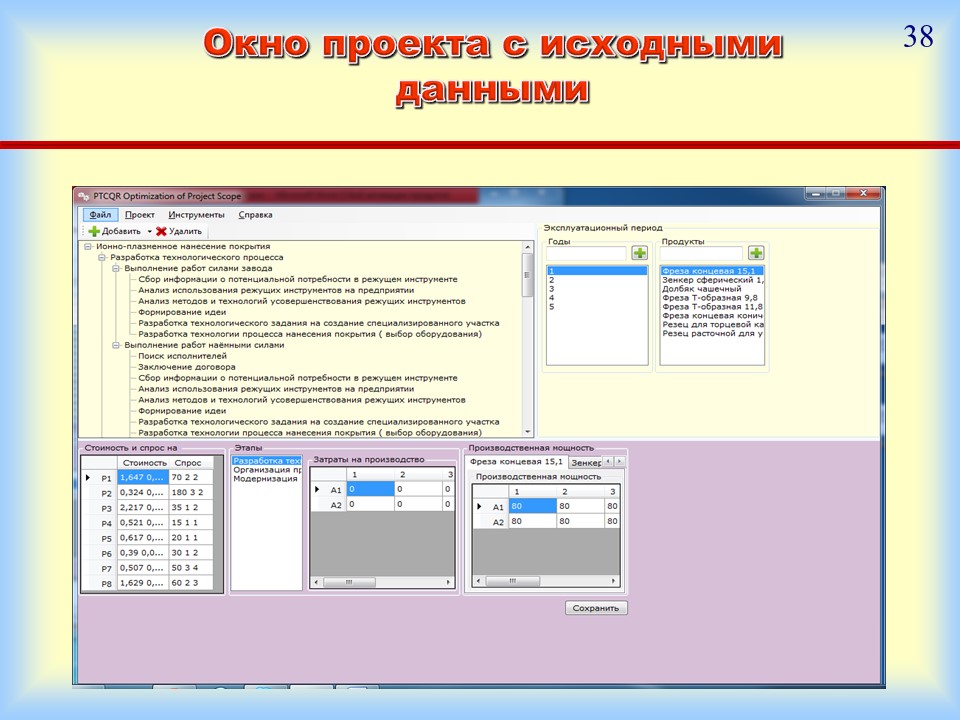 Окно проекта с исходными
данными
38
PTCQR Optimization of Project Scope
Файл Проект Инструменты Справка
Добавить Удалить
Ионно-плазменное нанесение покрытия
Разработка технологического процесса
Выполнение работ силами завода
Сбор информации о потенциальной потребности в режущем инструменте
Анализ использования режущих инструментов на предприятии
Анализ методов и технологий усовершенствования режущих инструментов
Формирование идеи
Разработка технологического задания на создание специализированого участка
Разработка технологии процесса нанесения покрытия ( выбор оборудования)
Выполнение работ наёмными силами
Поиск исполнителей
Заключение договора
Сбор информации о потенциальной потребности в режущем инструменте
Анализ использования режущих инструментов на предприятии
Анализ методов и технологий усовершенствования режущих инструментов
Формирование идеи
Разработка технологического задания на создание специализированого участка
Разработка технологии процесса нанесения покрытия ( выбор оборудования)
Эксплуатационный период
Годы
1
2
3
4
5
Продукты
Фреза концевая 15,1
Зенкер сферический 1,
Долбяк чашечный
Фреза Т-образная 9,8
Фреза Т-образная 11,8
Фреза концевая конич
Резец для торцевой ка
Резец расточной для у
Стоимость и спрос на
Стоимость Спрос
P1 1,647 0,... 70 2 2
P2 0,324 0,... 180 3 2
P3 2,217 0,... 35 1 2
P4 0,521 0,... 15 1 1
P5 0,617 0,... 20 1 1
P6 0,39 0,0... 30 1 2
P7 0,507 0,... 50 3 4
P8 1,629 0,... 60 2 3
Этапы
Разработка тех
Организация пр
Модернизация
Затраты на производство
1 2 3
A1 0 0 0
A2 0 0 0
Производственная мощность
Фреза концевая 15,1 Зенкер
Производственная мощность
1 2 3
A1 80 80 80
A2 80 80 80
Сохранить